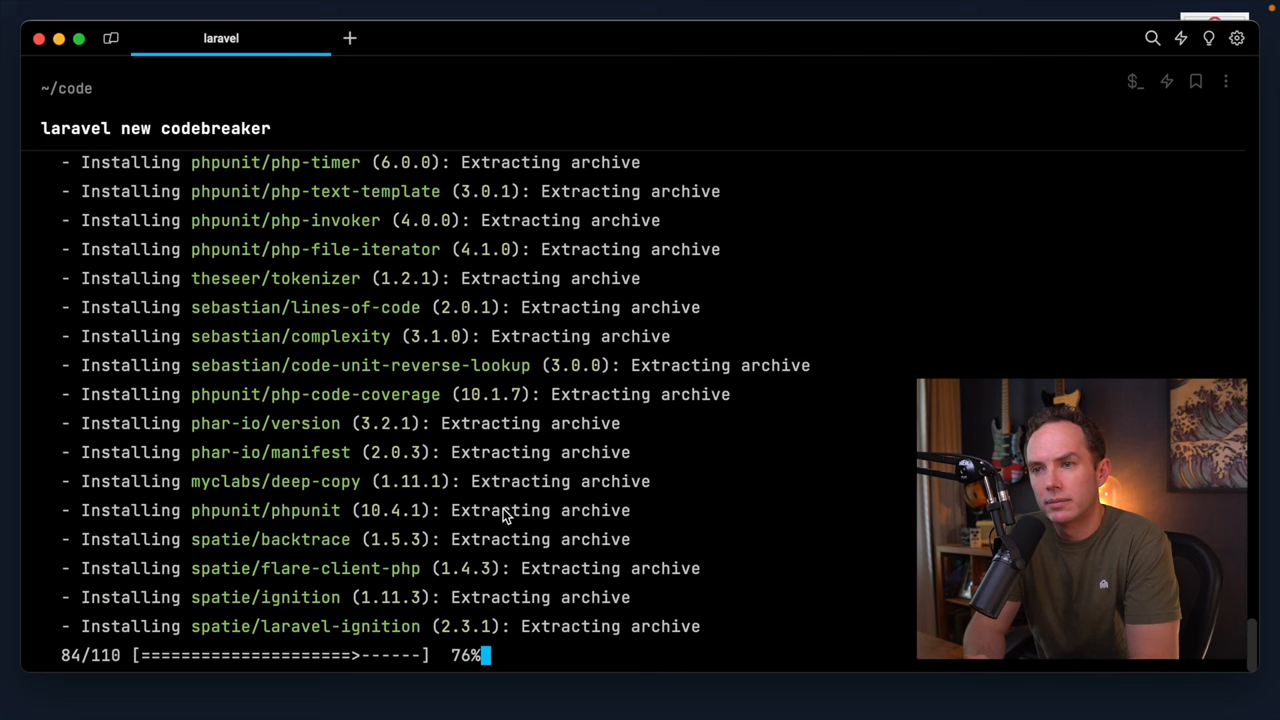 laravel
~/code
laravel new codebreaker
- Installing phpunit/php-timer (6.0.0): Extracting archive
- Installing phpunit/php-text-template (3.0.1): Extracting archive
- Installing phpunit/php-invoker (4.0.0): Extracting archive
- Installing phpunit/php-file-iterator (4.1.0): Extracting archive
- Installing theseer/tokenizer (1.2.1): Extracting archive
- Installing sebastian/lines-of-code (2.0.1): Extracting archive
- Installing sebastian/complexity (3.1.0): Extracting archive
- Installing sebastian/code-unit-reverse-lookup (3.0.0): Extracting archive
- Installing phpunit/php-code-coverage (10.1.7): Extracting archive
- Installing phar-io/version (3.2.1): Extracting archive
- Installing phar-io/manifest (2.0.3): Extracting archive
- Installing myclabs/deep-copy (1.11.1): Extracting archive
- Installing phpunit/phpunit (10.4.1): Extracting archive
- Installing spatie/backtrace (1.5.3): Extracting archive
- Installing spatie/flare-client-php (1.4.3): Extracting archive
- Installing spatie/ignition (1.11.3): Extracting archive
- Installing spatie/laravel-ignition (2.3.1): Extracting archive
84/110 [=====================>------] 76%